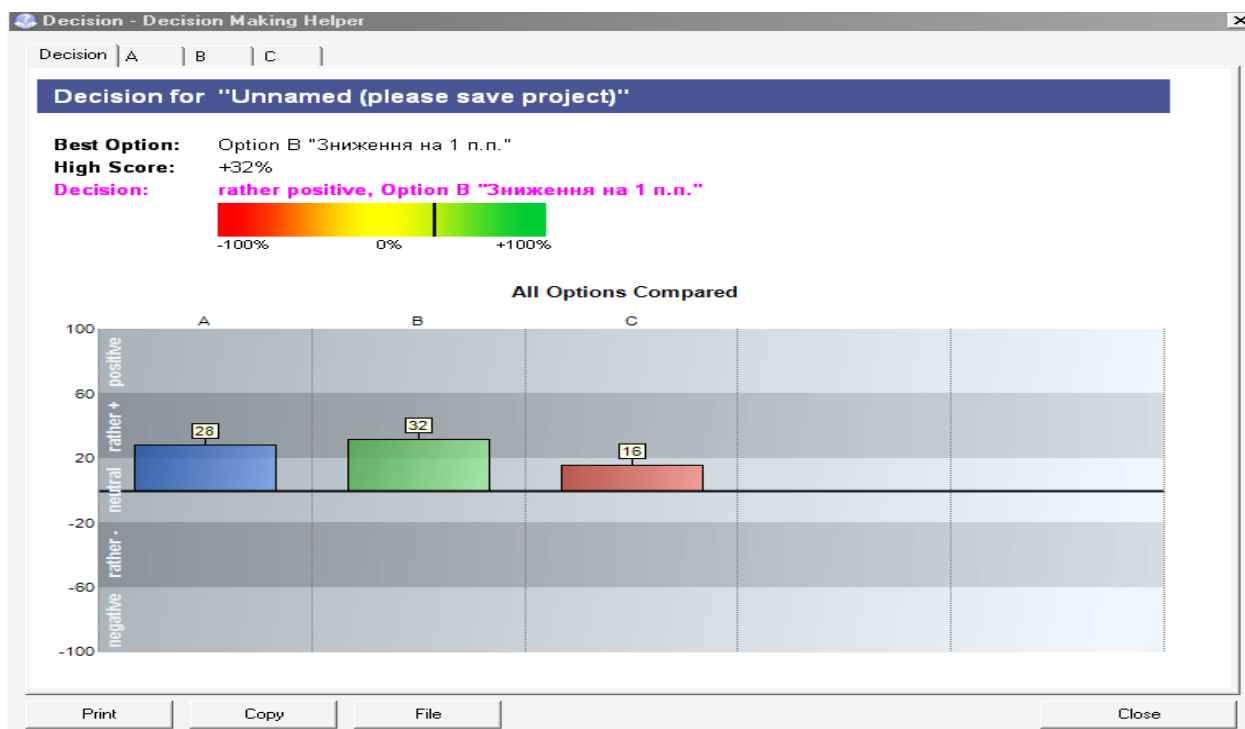 Decision - Decision Making Helper
Decision A B C
Decision for "Unnamed (please save project)"
Best Option: Option B "Зниження на 1 п.п."
High Score: +32%
Decision: rather positive, Option B "Зниження на 1 п.п."
-100% 0% +100%
All Options Compared
A B C
100
positive
60
rather +
28 32 16
20
neutral
-20
rather -
-60
negative
-100
Print Copy File Close